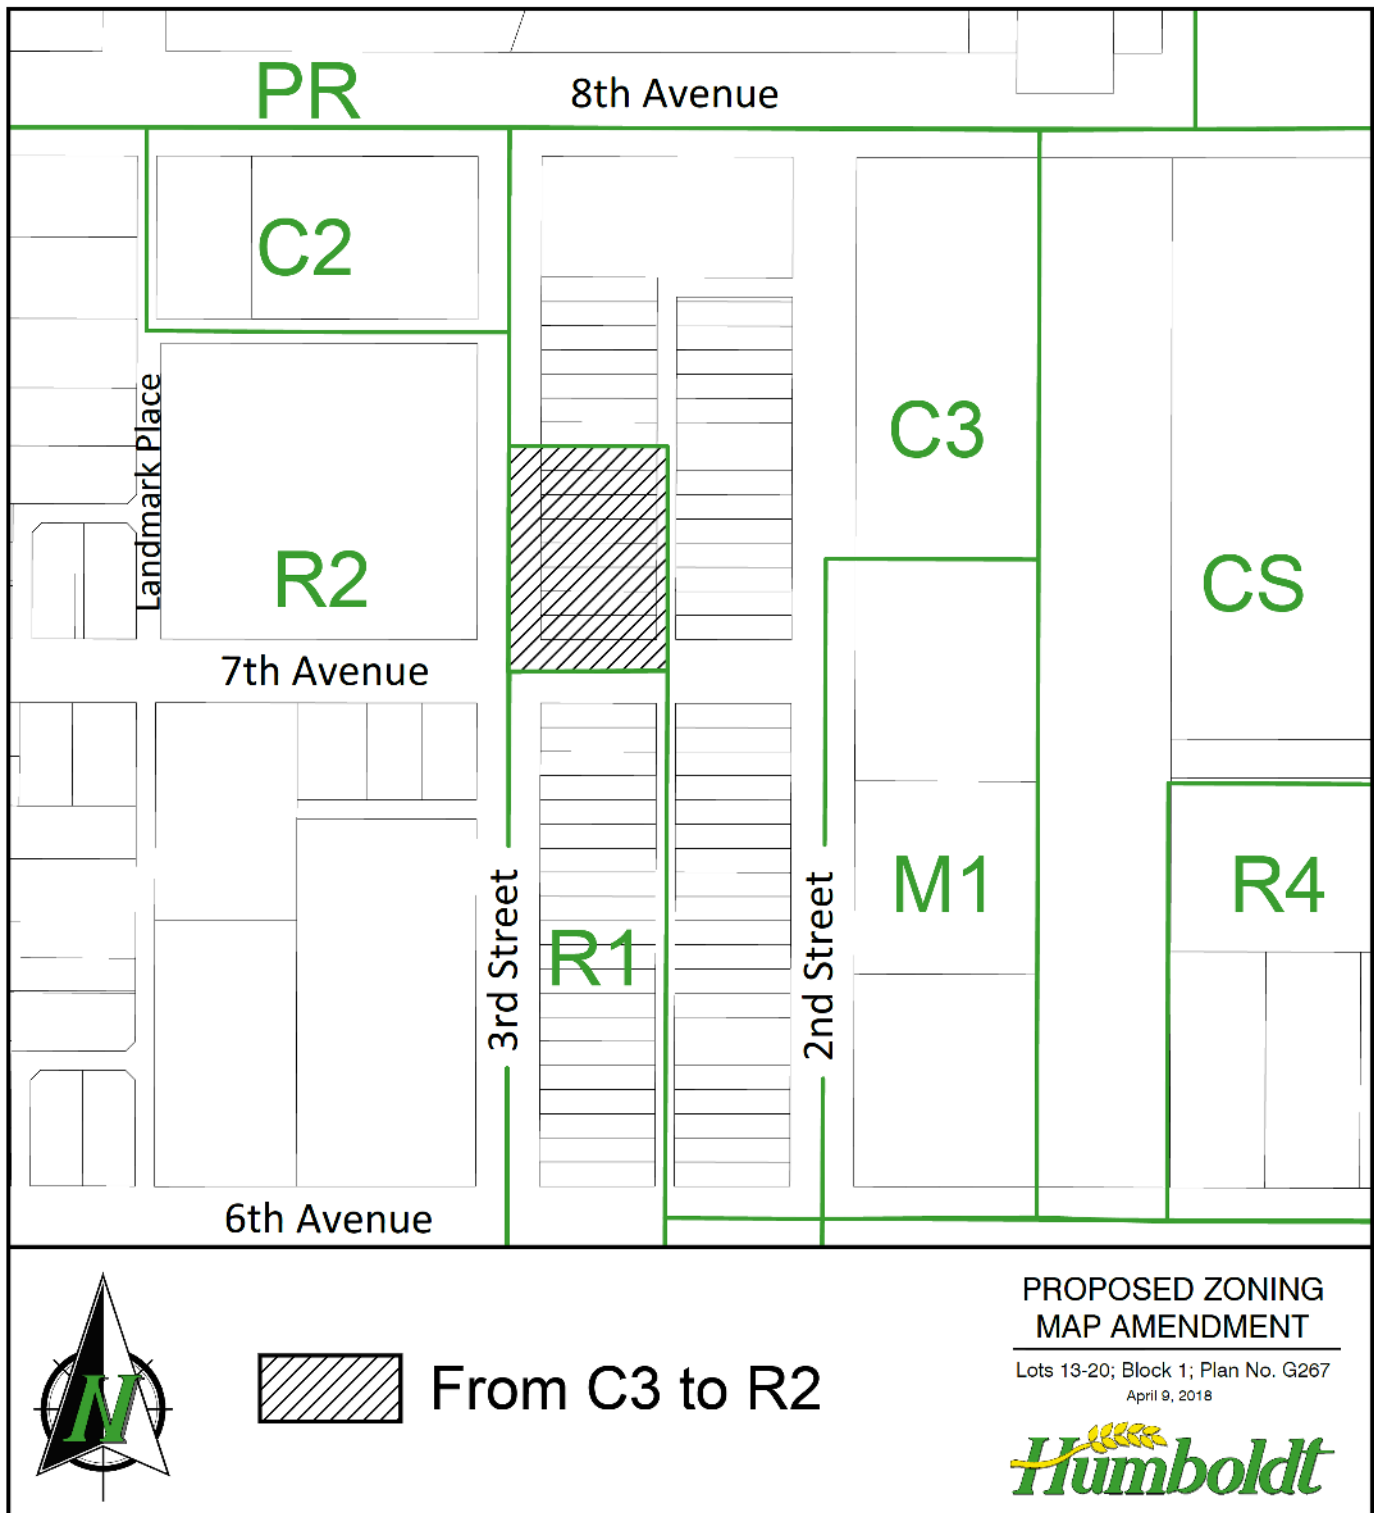 PR
8th Avenue
C2
Landmark Place
C3
R2
CS
7th Avenue
M1
R4
3rd Street
R1
2nd Street
6th Avenue
N
From C3 to R2
PROPOSED ZONING
MAP AMENDMENT
Lots 13-20; Block 1; Plan No. G267
April 9, 2018
Humboldt